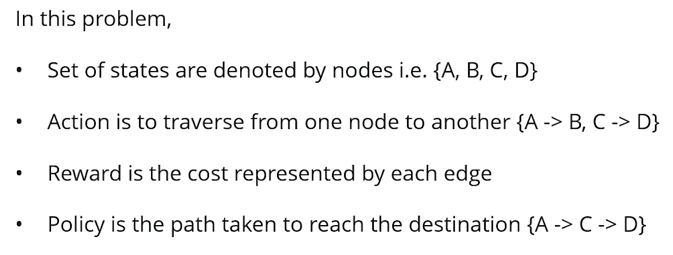 In this problem,
• Set of states are denoted by nodes i.e. {A, B, C, D}
• Action is to traverse from one node to another {A -> B, C -> D}
• Reward is the cost represented by each edge
• Policy is the path taken to reach the destination {A -> C -> D}